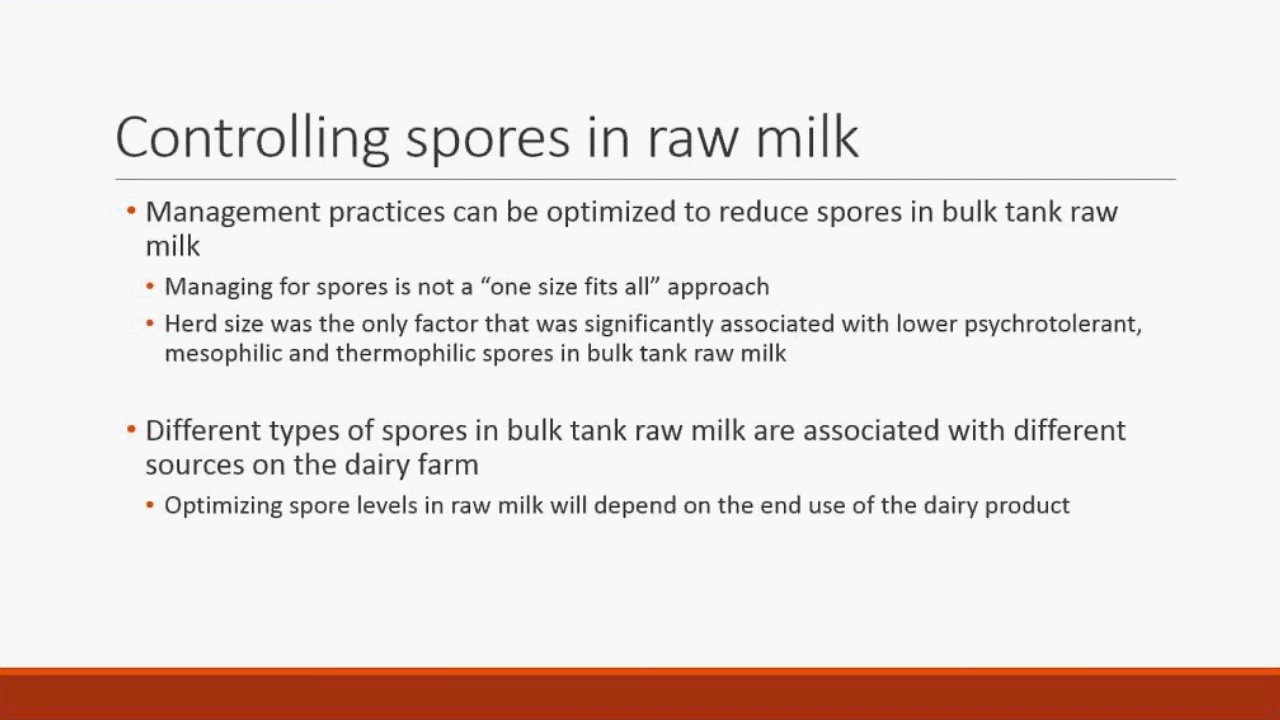 Controlling spores in raw milk
• Management practices can be optimized to reduce spores in bulk tank raw
milk
• Managing for spores is not a “one size fits all” approach
• Herd size was the only factor that was significantly associated with lower psychrotolerant,
mesophilic and thermophilic spores in bulk tank raw milk
• Different types of spores in bulk tank raw milk are associated with different
sources on the dairy farm
• Optimizing spore levels in raw milk will depend on the end use of the dairy product